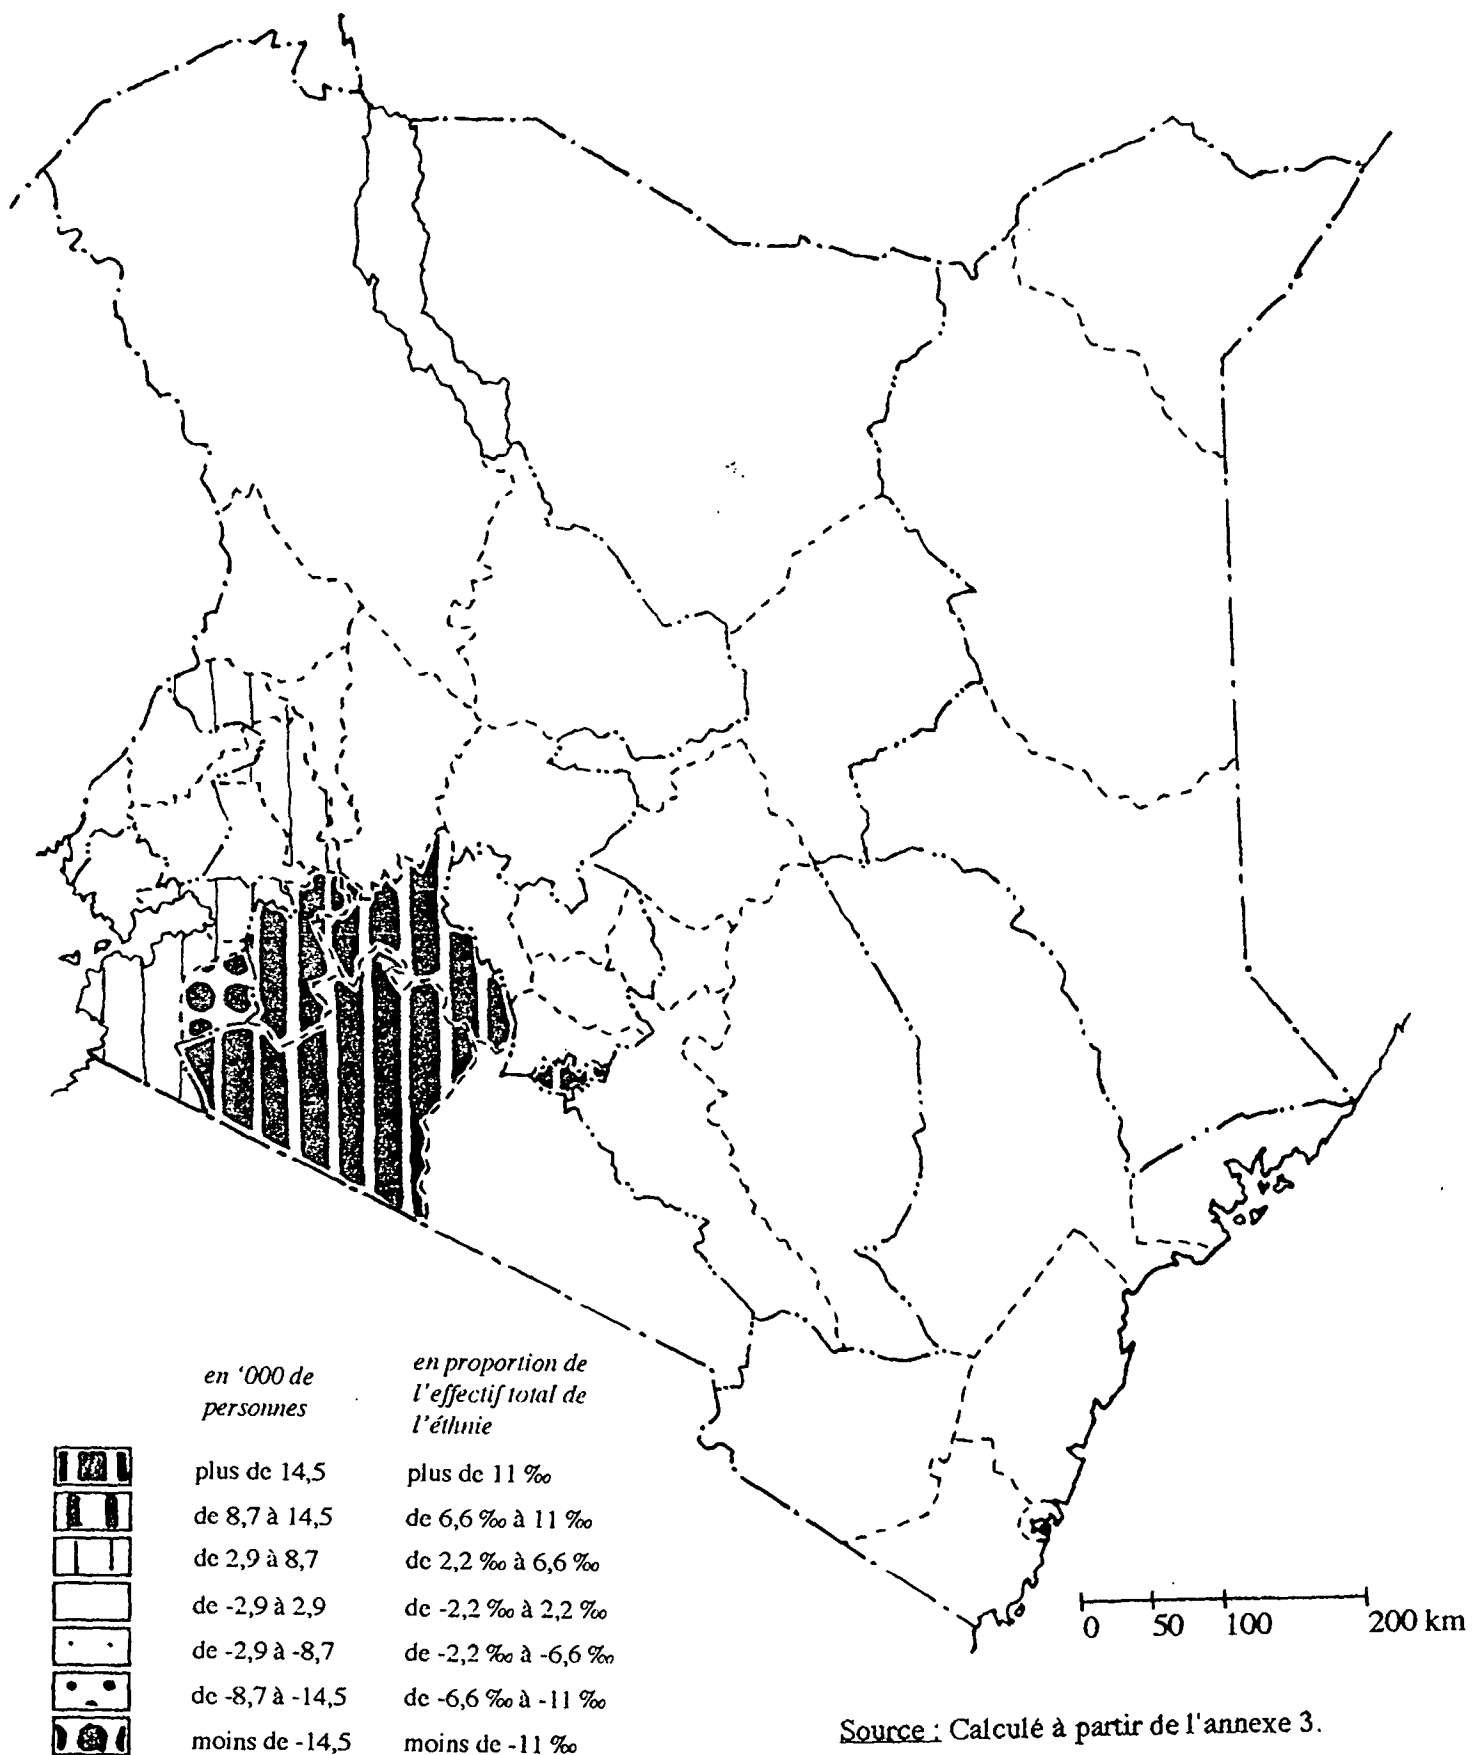 en ‘000 de personnes
en proportion de l'effectif total de l'éthnie
plus de 14,5 plus de 11 ‰
de 8,7 à 14,5 de 6,6 ‰ à 11 ‰
de 2,9 à 8,7 de 2,2 ‰ à 6,6 ‰
de -2,9 à 2,9 de -2,2 ‰ à 2,2 ‰
de -2,9 à -8,7 de -2,2 ‰ à -6,6 ‰
de -8,7 à -14,5 de -6,6 ‰ à -11 ‰
moins de -14,5 moins de -11 ‰
0 50 100 200 km
Source : Calculé à partir de l'annexe 3.